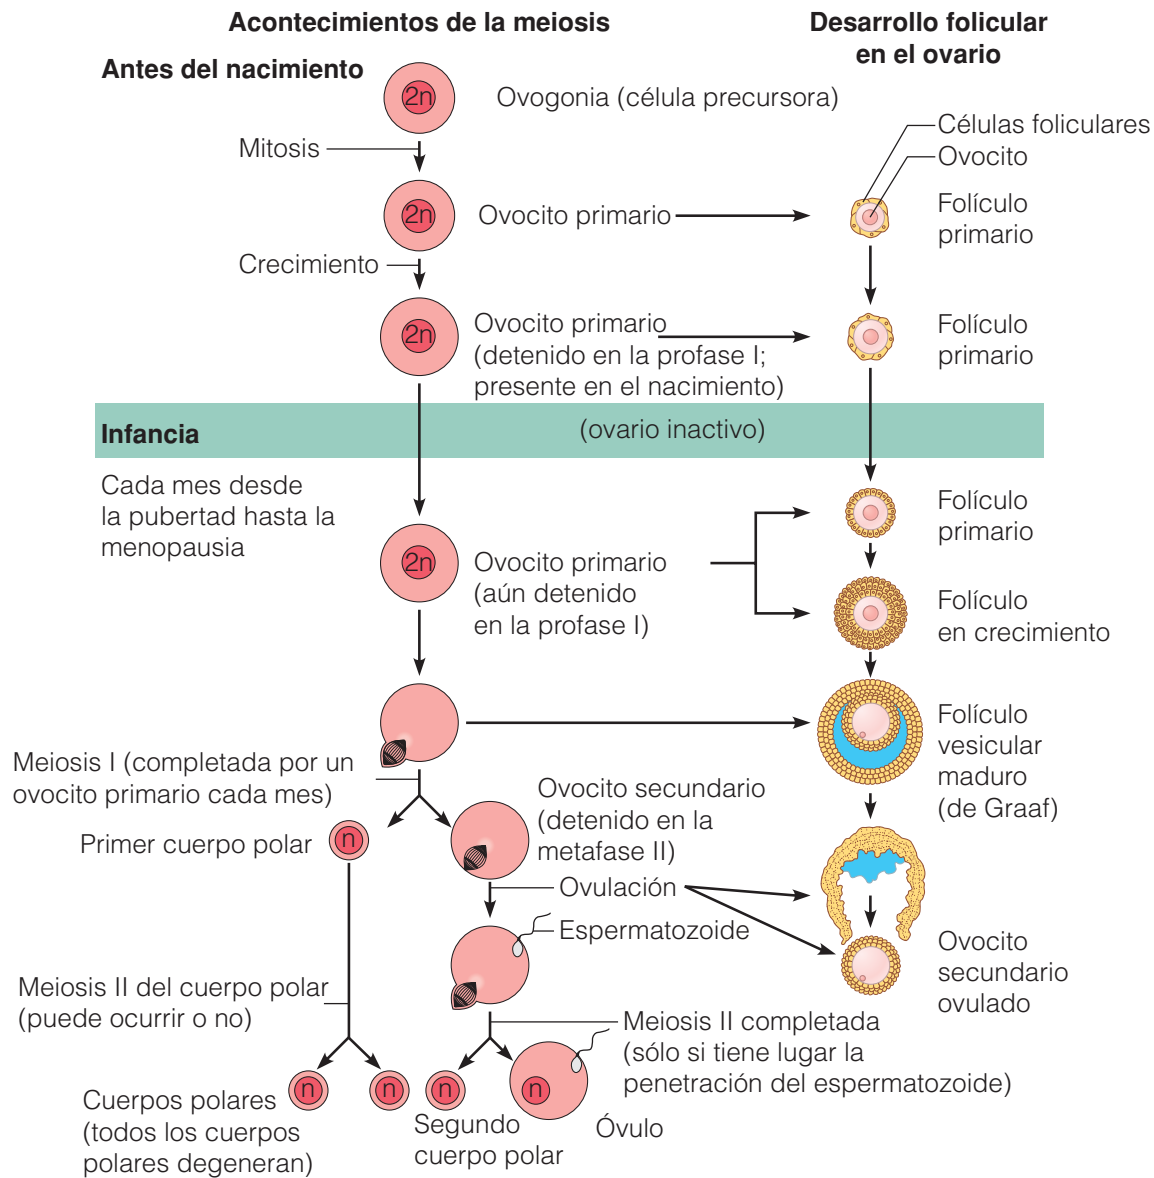 Acontecimientos de la meiosis
Desarrollo folicular
en el ovario
Antes del nacimiento
2n
Ovogonia (célula precursora)
Mitosis
Células foliculares
Ovocito
2n
Ovocito primario
Folículo
primario
Crecimiento
2n
Ovocito primario
(detenido en la profase I;
presente en el nacimiento)
Folículo
primario
Infancia
(ovario inactivo)
Cada mes desde
la pubertad hasta la
menopausia
Folículo
primario
2n
Ovocito primario
(aún detenido
en la profase I)
Folículo
en crecimiento
Folículo
vesicular
maduro
(de Graaf)
Meiosis I (completada por un
ovocito primario cada mes)
Ovocito secundario
(detenido en la
metafase II)
Primer cuerpo polar
n
Ovulación
Espermatozoide
Ovocito
secundario
ovulado
Meiosis II del cuerpo polar
(puede ocurrir o no)
Meiosis II completada
(sólo si tiene lugar la
penetración del espermatozoide)
n
n
n
n
Cuerpos polares
(todos los cuerpos
polares degeneran)
Segundo
cuerpo polar
Óvulo